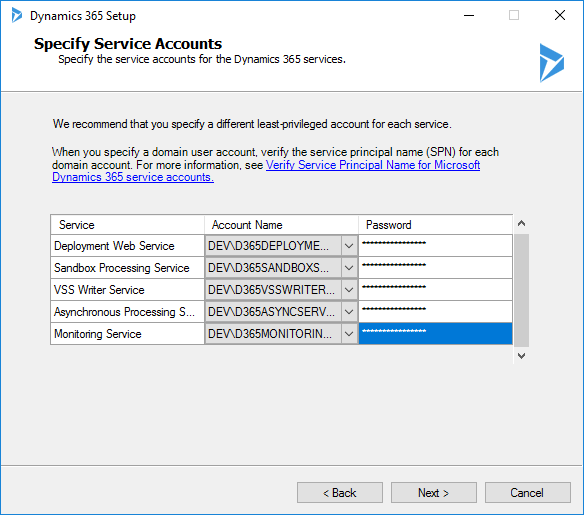 Dynamics 365 Setup
Specify Service Accounts
Specify the service accounts for the Dynamics 365 services.
We recommend that you specify a different least-privileged account for each service.
When you specify a domain user account, verify the service principal name (SPN) for each
domain account. For more information, see Verify Service Principal Name for Microsoft
Dynamics 365 service accounts.
Service Account Name Password
Deployment Web Service DEV\D365DEPLOYME... ****************
Sandbox Processing Service DEV\D365SANDBOXS... ****************
VSS Writer Service DEV\D365VSSWRITER... ****************
Asynchronous Processing S... DEV\D365ASYNCSERV... ****************
Monitoring Service DEV\D365MONITORIN... ****************
< Back Next > Cancel